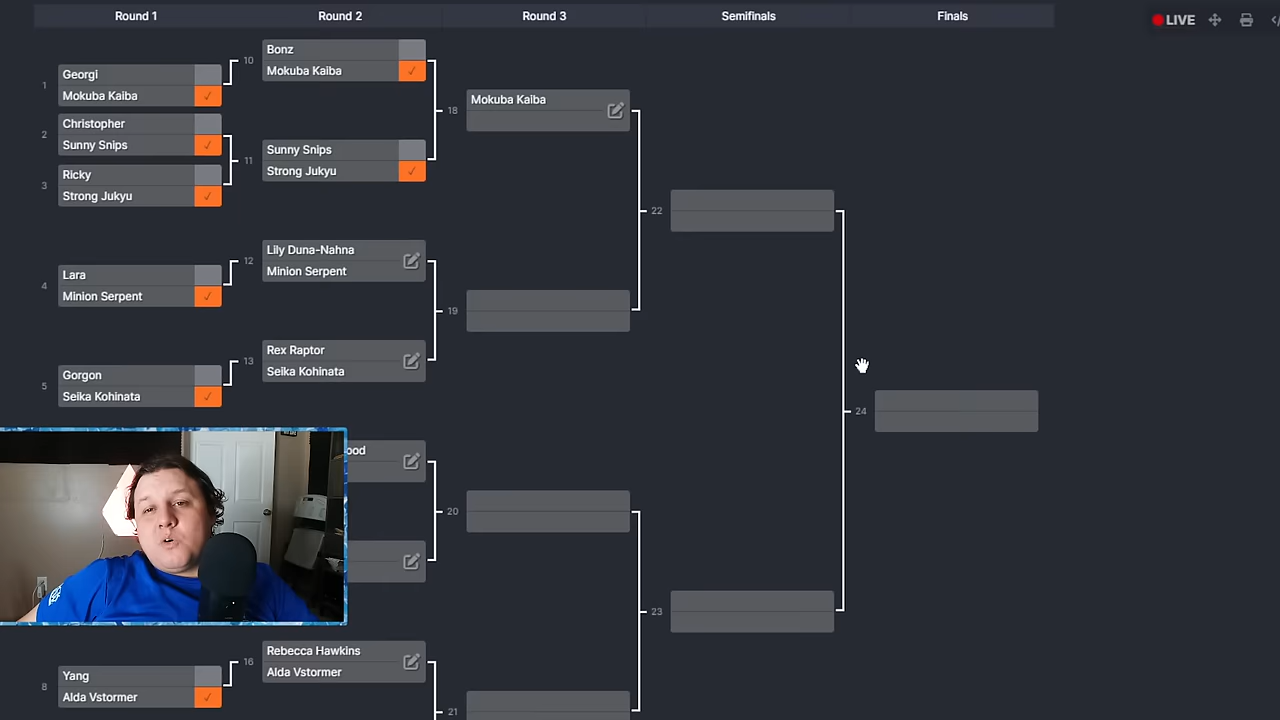 Round 1
Round 2
Round 3
Semifinals
Finals
LIVE
1
Georgi
Mokuba Kaiba
2
Christopher
Sunny Snips
3
Ricky
Strong Jukyu
4
Lara
Minion Serpent
5
Gorgon
Seika Kohinata
8
Yang
Alda Vstormer
10
Bonz
Mokuba Kaiba
11
Sunny Snips
Strong Jukyu
12
Lily Duna-Nahna
Minion Serpent
13
Rex Raptor
Seika Kohinata
ood
16
Rebecca Hawkins
Alda Vstormer
18
Mokuba Kaiba
19
20
21
22
23
24